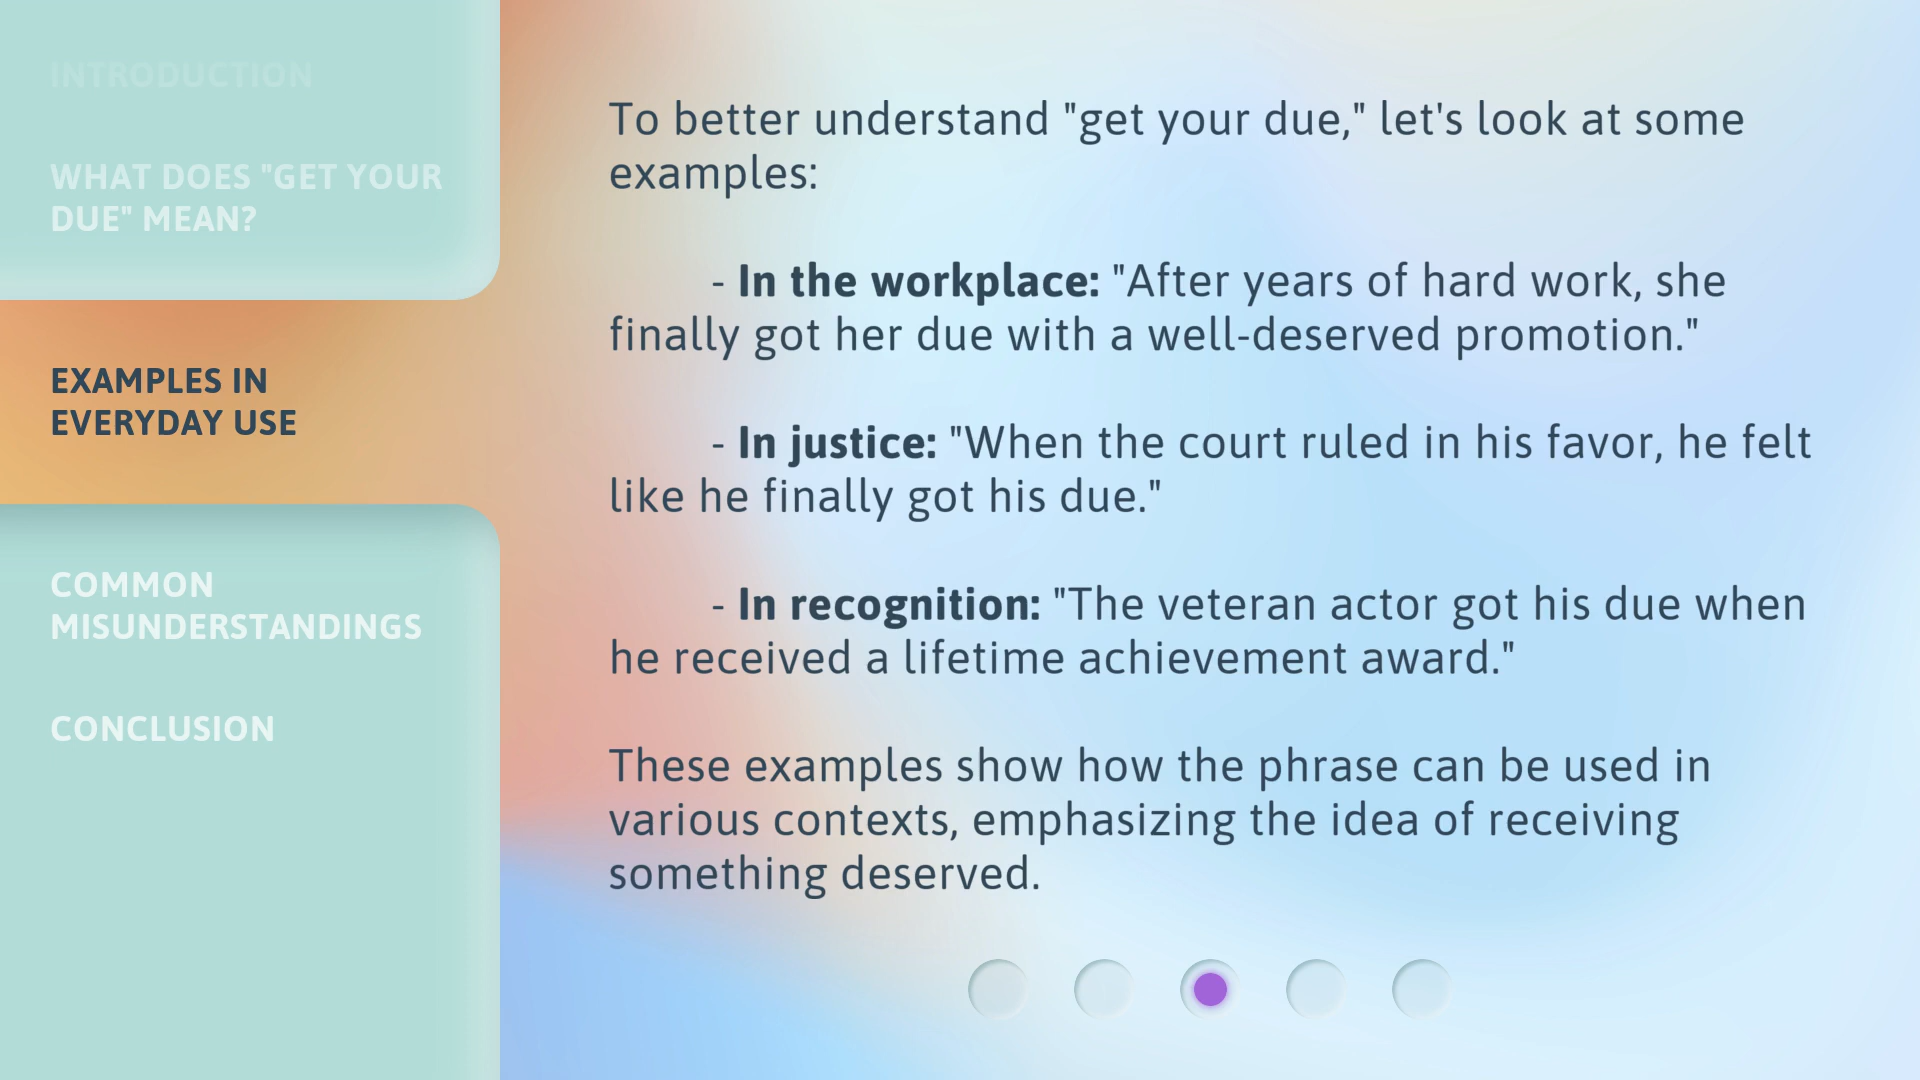 INTRODUCTION
WHAT DOES "GET YOUR
DUE" MEAN?
EXAMPLES IN
EVERYDAY USE
COMMON
MISUNDERSTANDINGS
CONCLUSION
To better understand "get your due," let's look at some
examples:
- In the workplace: "After years of hard work, she
finally got her due with a well-deserved promotion."
- In justice: "When the court ruled in his favor, he felt
like he finally got his due."
- In recognition: "The veteran actor got his due when
he received a lifetime achievement award."
These examples show how the phrase can be used in
various contexts, emphasizing the idea of receiving
something deserved.